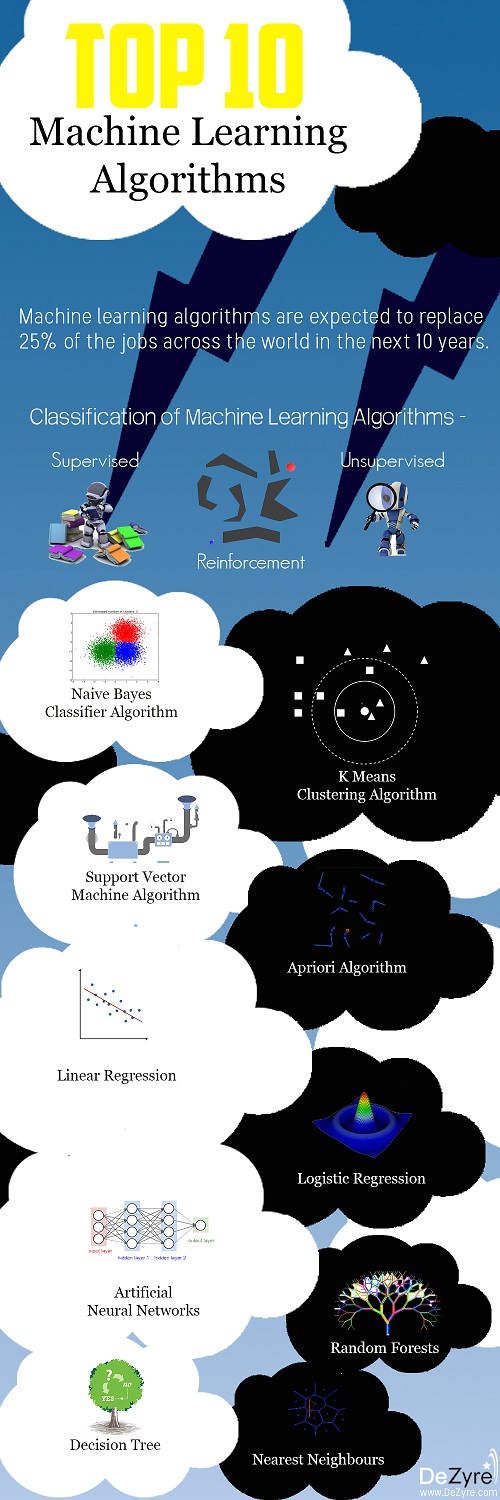 TOP 10
Machine Learning
Algorithms
Machine learning algorithms are expected to replace
25% of the jobs across the world in the next 10 years.
Classification of Machine Learning Algorithms -
Supervised
Unsupervised
Reinforcement
Naive Bayes
Classifier Algorithm
K Means
Clustering Algorithm
Support Vector
Machine Algorithm
Apriori Algorithm
Linear Regression
Logistic Regression
input layer
hidden layer 1
hidden layer 2
output layer
Artificial
Neural Networks
Random Forests
?
NO
YES
Decision Tree
Nearest Neighbours
DeZyre
www.DeZyre.com